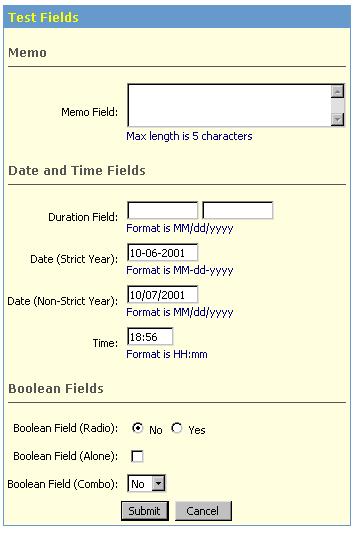 Test Fields
Memo
Memo Field:
Max length is 5 characters
Date and Time Fields
Duration Field:
Format is MM/dd/yyyy
Date (Strict Year): 10-06-2001
Format is MM-dd-yyyy
Date (Non-Strict Year): 10/07/2001
Format is MM/dd/yyyy
Time: 18:56
Format is HH:mm
Boolean Fields
Boolean Field (Radio): No Yes
Boolean Field (Alone):
Boolean Field (Combo): No
Submit Cancel